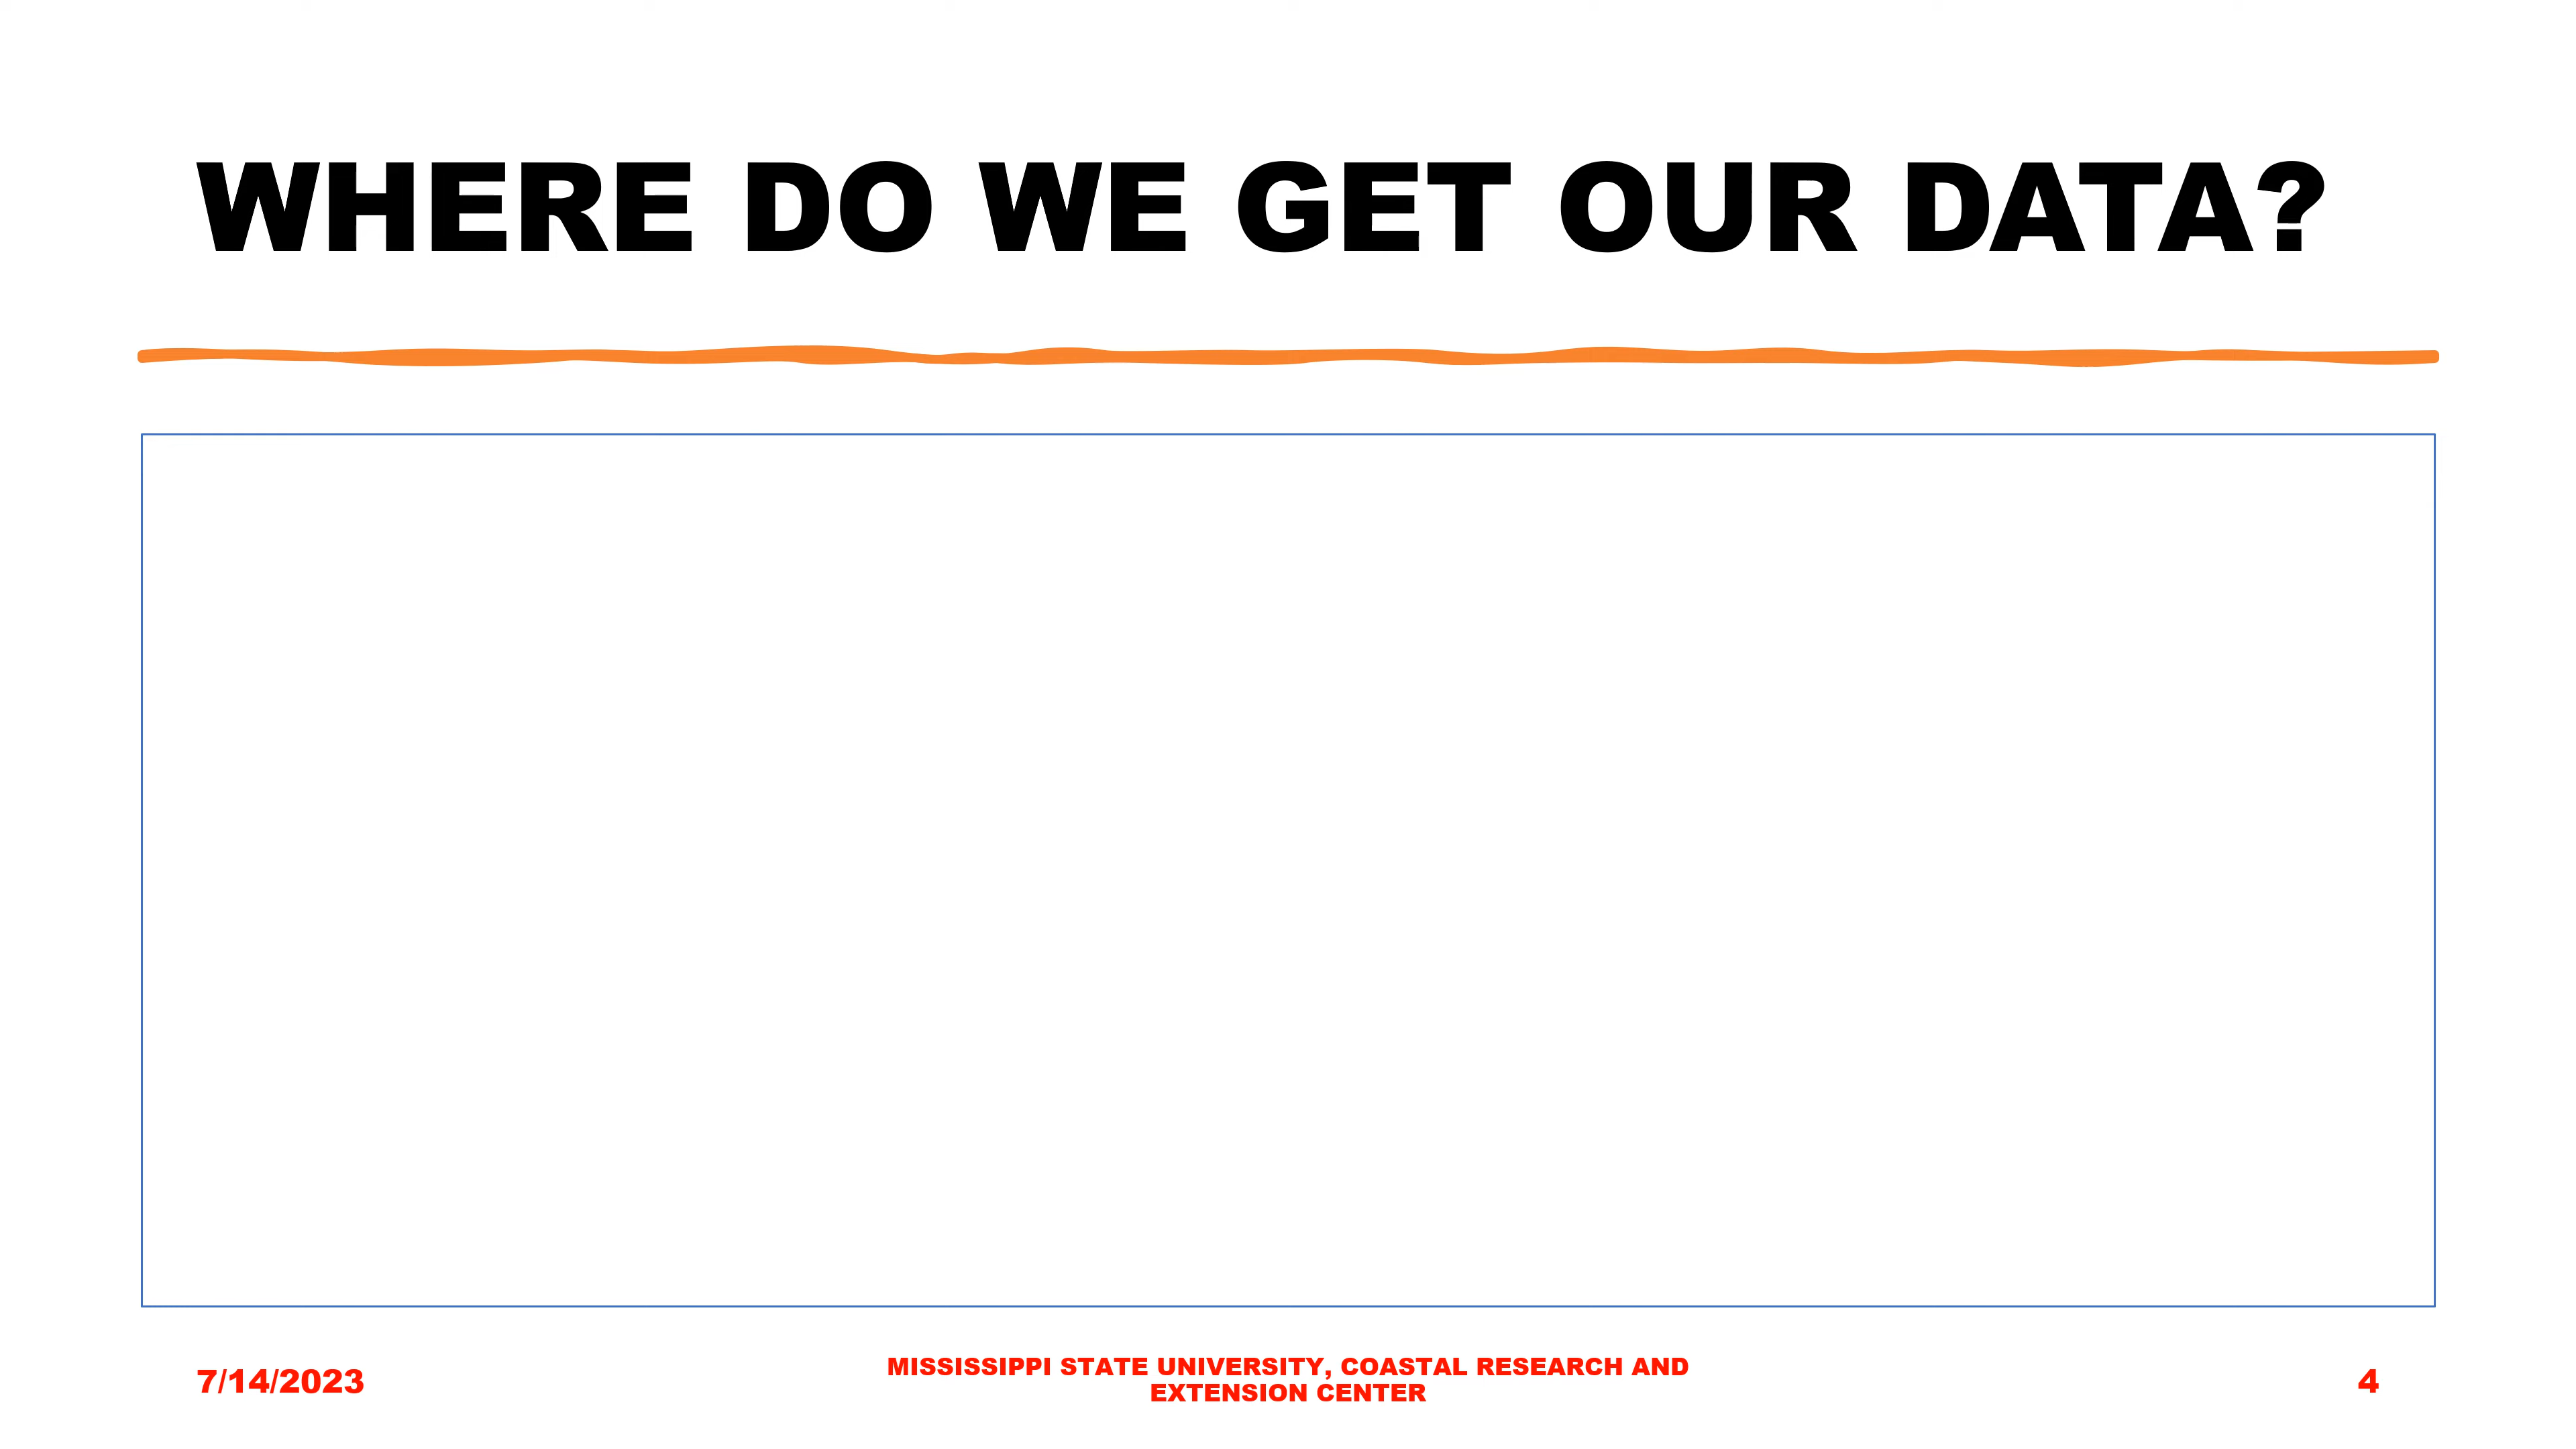 WHERE DO WE GET OUR DATA?
7/14/2023
MISSISSIPPI STATE UNIVERSITY, COASTAL RESEARCH AND
EXTENSION CENTER
4